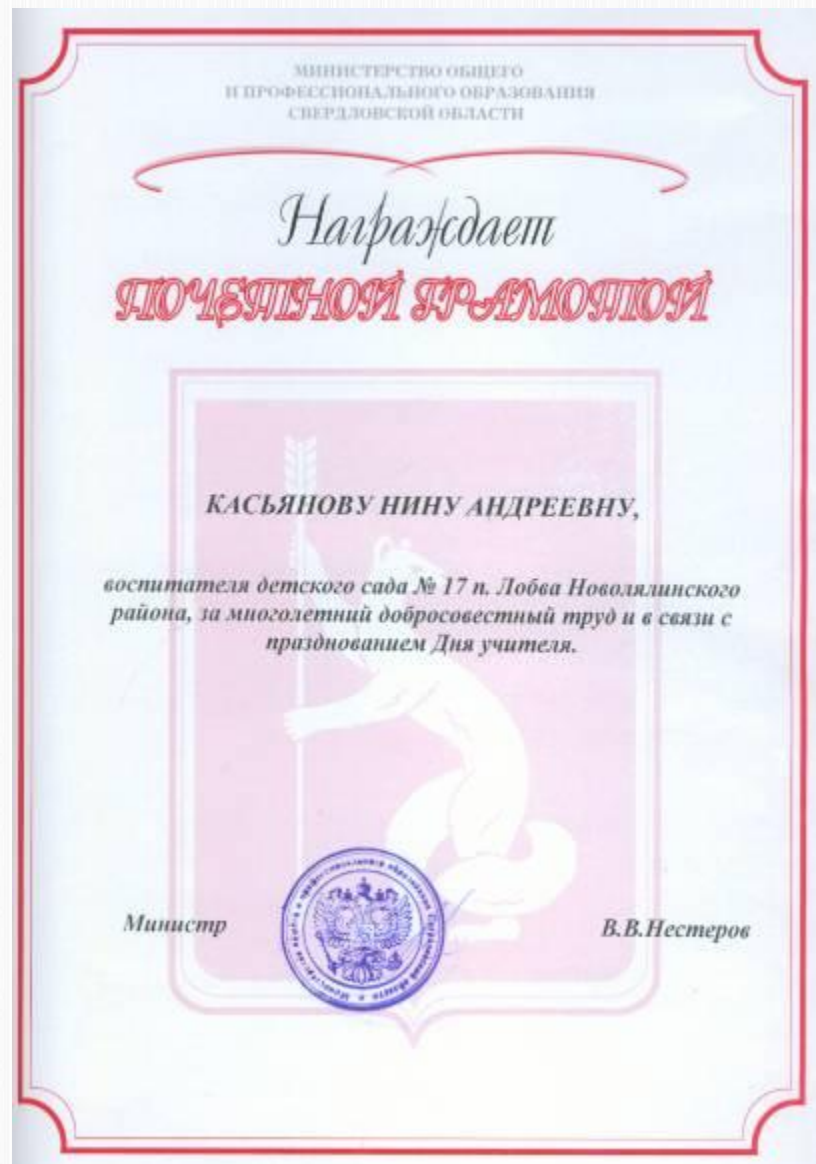 МИНИСТЕРСТВО ОБЩЕГО
И ПРОФЕССИОНАЛЬНОГО ОБРАЗОВАНИЯ
СВЕРДЛОВСКОЙ ОБЛАСТИ
Награждает
ПОЧЕТНОЙ ГРАМОТОЙ
КАСЬЯНОВУ НИНУ АНДРЕЕВНУ,
воспитателя детского сада № 17 п. Лобва Новолялинского
района, за многолетний добросовестный труд и в связи с
празднованием Дня учителя.
Министр
В.В.Нестеров